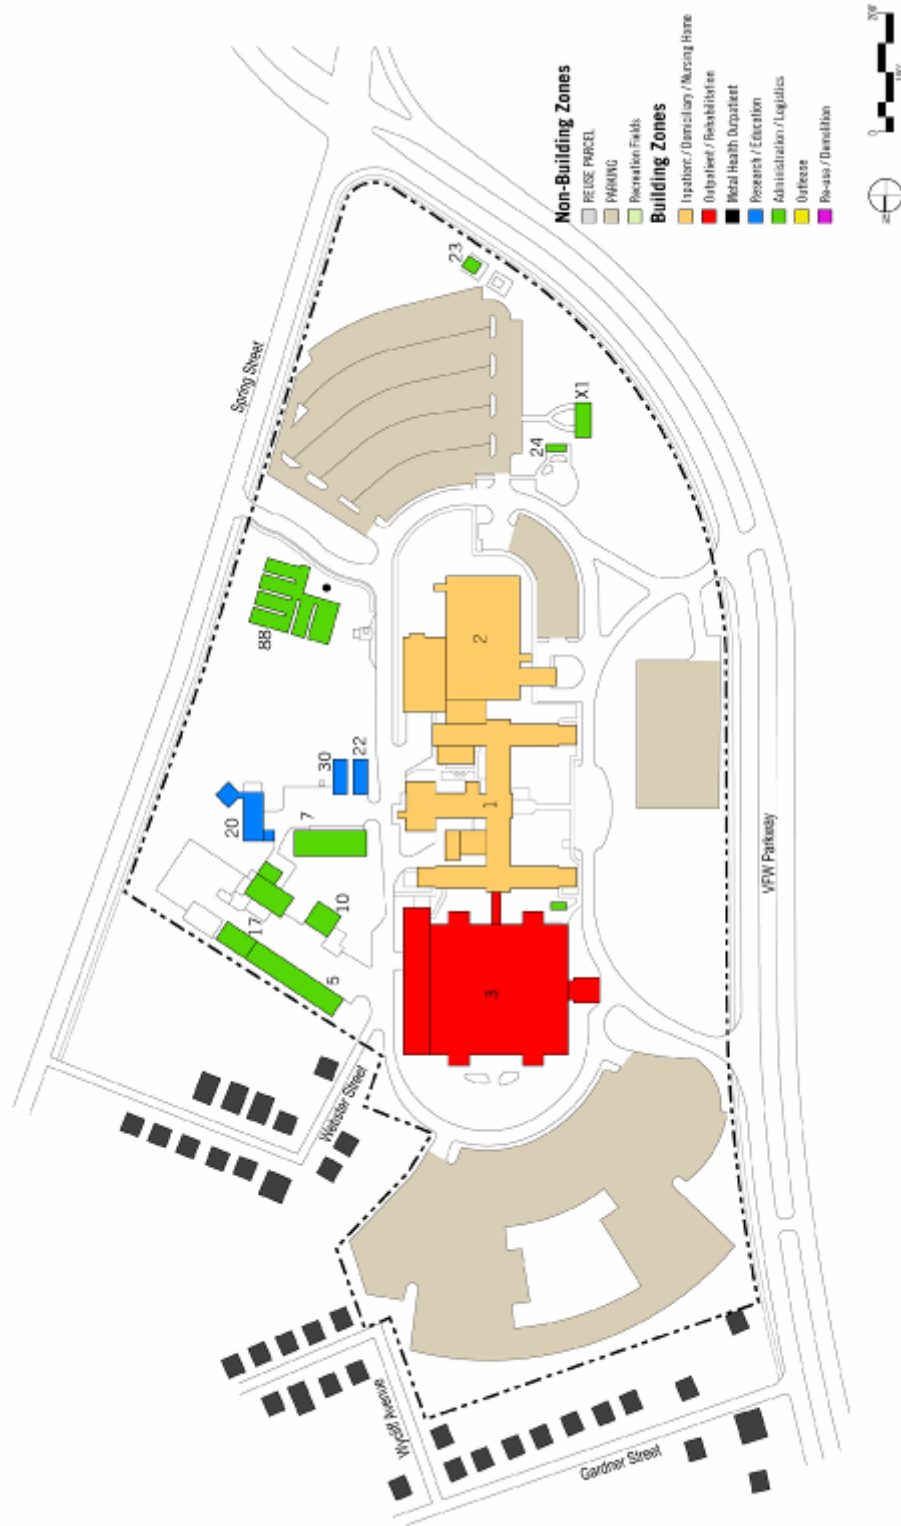 Spring Street
23
X1
24
88
2
30
22
20
7
1
17
10
5
3
Webster Street
VFW Parkway
Gardner Street
Non-Building Zones
REUSE PARCEL
PARKING
Recreation Fields
Building Zones
Inpatient / Domiciliary / Nursing Home
Outpatient / Rehabilitation
Metal Health Outpatient
Research / Education
Administration / Logistics
Outlease
Re-use / Demolition
0